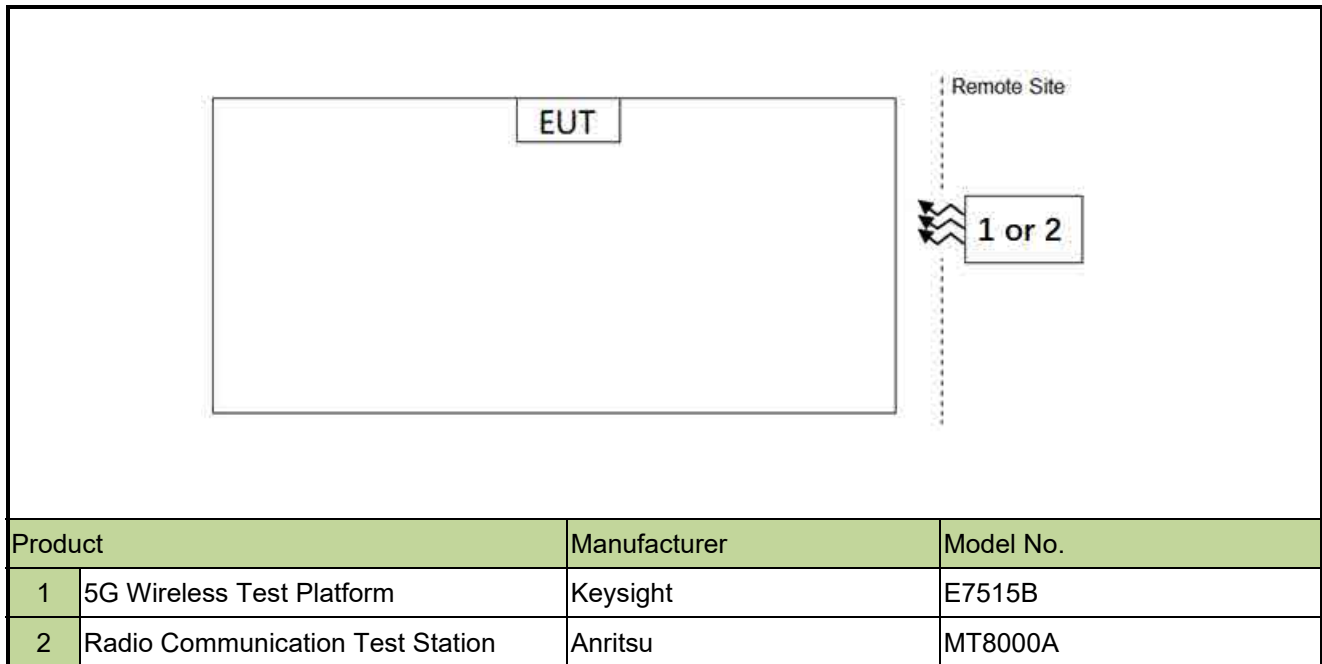 Remote Site
EUT
1 or 2
Product Manufacturer Model No.
1 5G Wireless Test Platform Keysight E7515B
2 Radio Communication Test Station Anritsu MT8000A